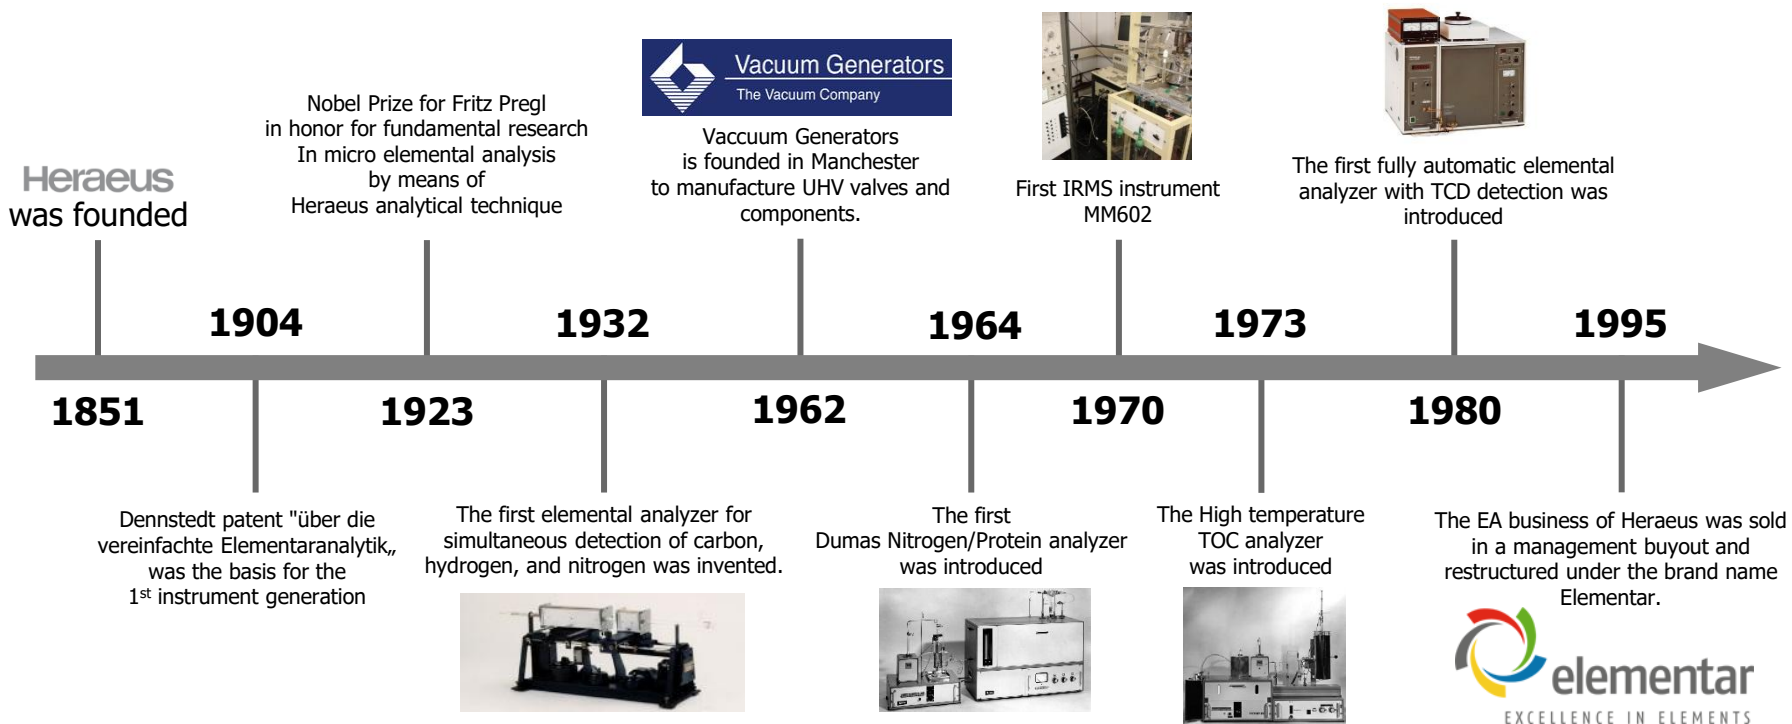 Heraeus
was founded
1851
1904
Dennstedt patent "über die
vereinfachte Elementaranalytik„
was the basis for the
1st instrument generation
Nobel Prize for Fritz Pregl
in honor for fundamental research
In micro elemental analysis
by means of
Heraeus analytical technique
1923
1932
The first elemental analyzer for
simultaneous detection of carbon,
hydrogen, and nitrogen was invented.
Vacuum Generators
The Vacuum Company
Vaccuum Generators
is founded in Manchester
to manufacture UHV valves and
components.
1962
1964
The first
Dumas Nitrogen/Protein analyzer
was introduced
First IRMS instrument
MM602
1970
1973
The High temperature
TOC analyzer
was introduced
The first fully automatic elemental
analyzer with TCD detection was
introduced
1980
1995
The EA business of Heraeus was sold
in a management buyout and
restructured under the brand name
Elementar.
elementar
EXCELLENCE IN ELEMENTS